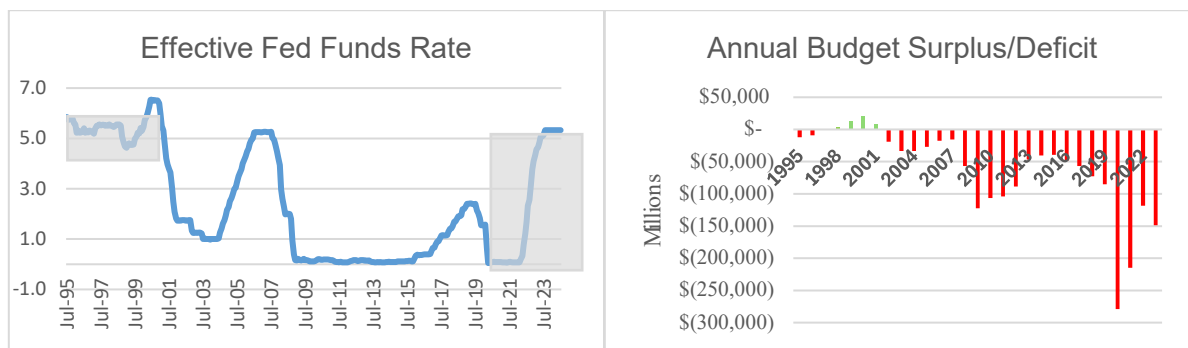 Effective Fed Funds Rate
7.0
5.0
3.0
1.0
-1.0
Jul-95
Jul-97
Jul-99
Jul-01
Jul-03
Jul-05
Jul-07
Jul-09
Jul-11
Jul-13
Jul-15
Jul-17
Jul-19
Jul-21
Jul-23
Annual Budget Surplus/Deficit
Millions
$50,000
$-
$(50,000)
$(100,000)
$(150,000)
$(200,000)
$(250,000)
$(300,000)
1995
1998
2001
2004
2007
2010
2013
2016
2019
2022